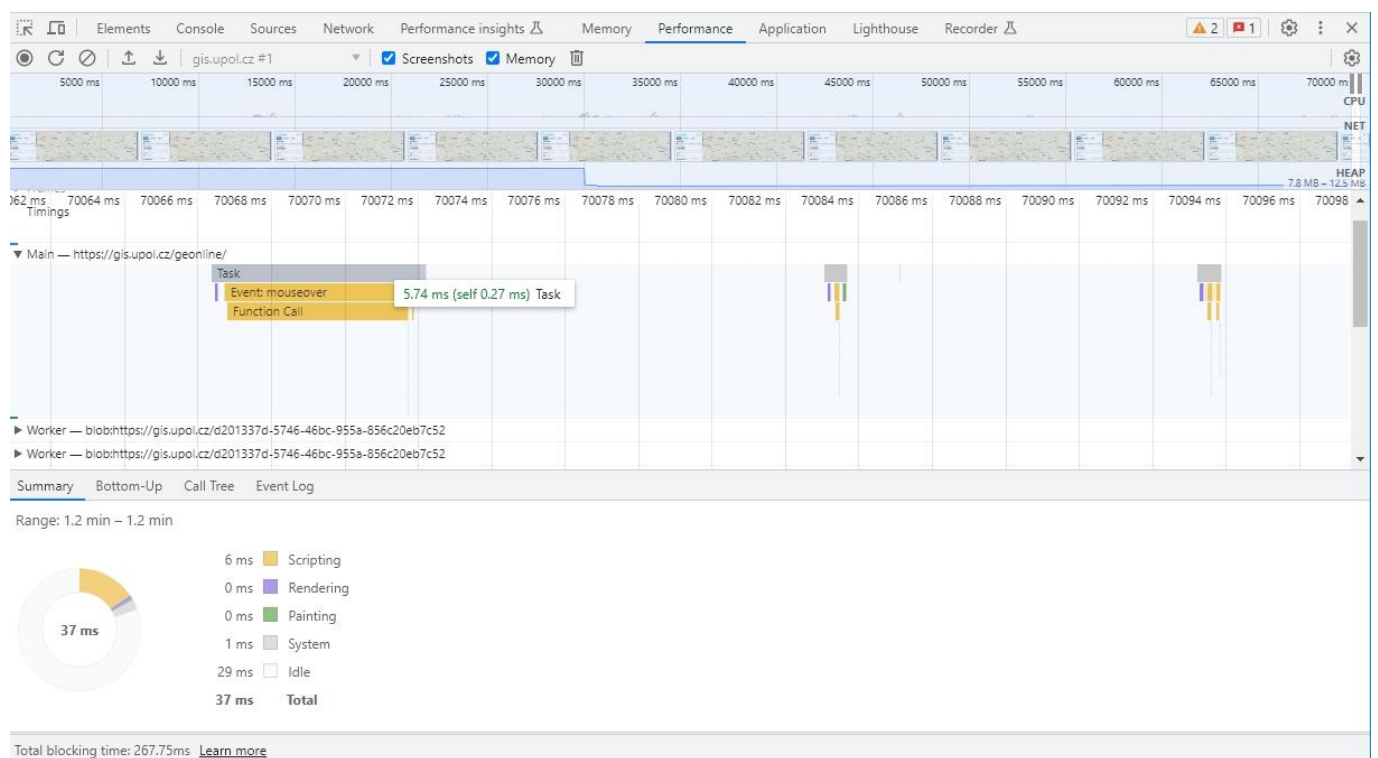 Elements Console Sources Network Performance insights Memory Performance Application Lighthouse Recorder 2 1
gis.upol.cz #1 Screenshots Memory
5000 ms 10000 ms 15000 ms 20000 ms 25000 ms 30000 ms 35000 ms 40000 ms 45000 ms 50000 ms 55000 ms 60000 ms 65000 ms 70000 m
CPU
NET
HEAP
7.8 MB – 12.5 MB
062 ms 70064 ms 70066 ms 70068 ms 70070 ms 70072 ms 70074 ms 70076 ms 70078 ms 70080 ms 70082 ms 70084 ms 70086 ms 70088 ms 70090 ms 70092 ms 70094 ms 70096 ms 70098
Timings
Main — https://gis.upol.cz/geonline/
Task
Event: mouseover 5.74 ms (self 0.27 ms) Task
Function Call
Worker — blob:https://gis.upol.cz/d201337d-5746-46bc-955a-856c20eb7c52
Worker — blob:https://gis.upol.cz/d201337d-5746-46bc-955a-856c20eb7c52
Summary Bottom-Up Call Tree Event Log
Range: 1.2 min – 1.2 min
6 ms Scripting
0 ms Rendering
0 ms Painting
37 ms
1 ms System
29 ms Idle
37 ms Total
Total blocking time: 267.75ms Learn more